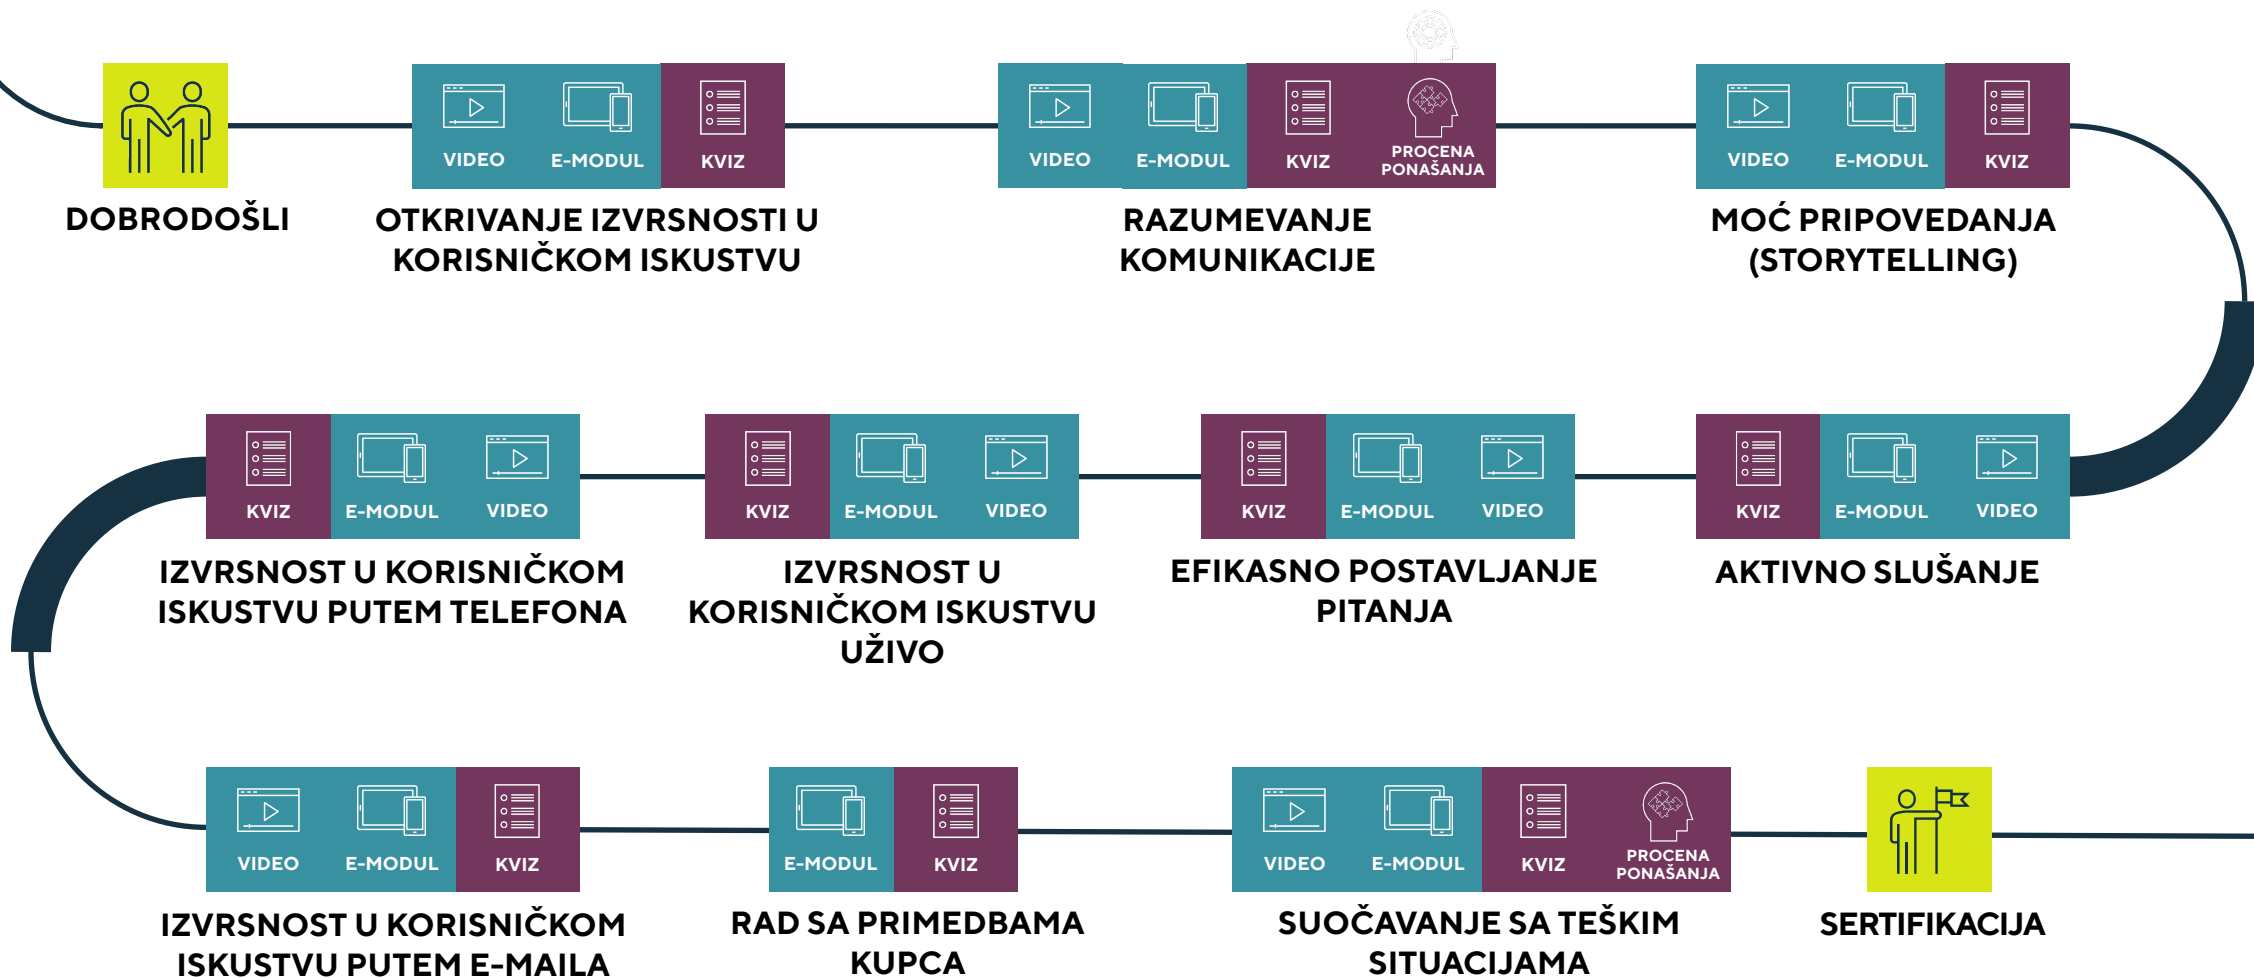 VIDEO E-MODUL KVIZ
VIDEO E-MODUL KVIZ PROCENA
PONAŠANJA
VIDEO E-MODUL KVIZ
DOBRODOŠLI
OTKRIVANJE IZVRSNOSTI U
KORISNIČKOM ISKUSTVU
RAZUMEVANJE
KOMUNIKACIJE
MOĆ PRIPOVEDANJA
(STORYTELLING)
KVIZ E-MODUL VIDEO
KVIZ E-MODUL VIDEO
KVIZ E-MODUL VIDEO
KVIZ E-MODUL VIDEO
IZVRSNOST U KORISNIČKOM
ISKUSTVU PUTEM TELEFONA
IZVRSNOST U
KORISNIČKOM ISKUSTVU
UŽIVO
EFIKASNO POSTAVLJANJE
PITANJA
AKTIVNO SLUŠANJE
VIDEO E-MODUL KVIZ
E-MODUL KVIZ
VIDEO E-MODUL KVIZ PROCENA
PONAŠANJA
IZVRSNOST U KORISNIČKOM
ISKUSTVU PUTEM E-MAILA
RAD SA PRIMEDBAMA
KUPCA
SUOČAVANJE SA TEŠKIM
SITUACIJAMA
SERTIFIKACIJA